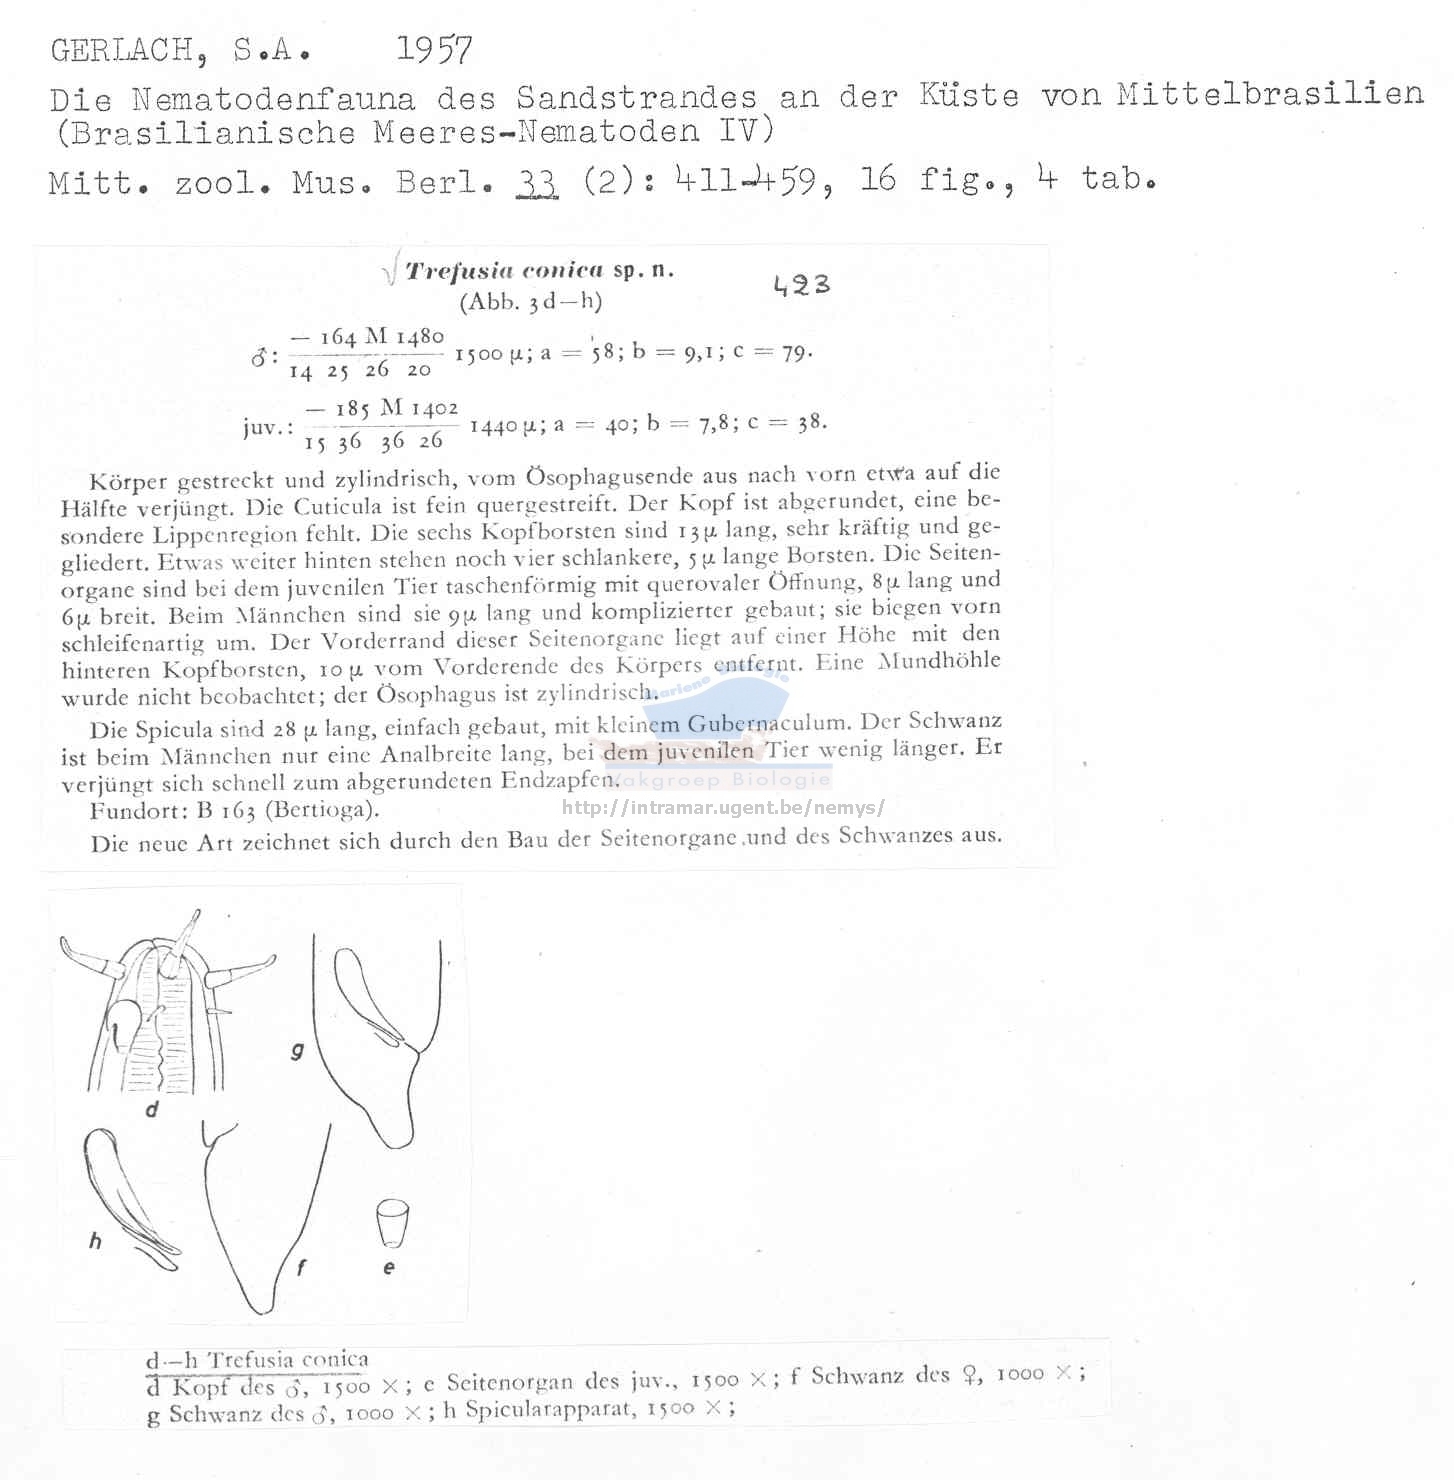 GERLACH, S.A. 1957
Die Nematodenfauna des Sandstrandes an der Küste von Mittelbrasilien
(Brasilianische Meeres-Nematoden IV)
Mitt. zool. Mus. Berl. 33 (2): 411-459, 16 fig., 4 tab.
√ Trefusia conica sp. n.
423
(Abb. 3 d—h)
— 164 M 1480
♂: 1500 µ; a = 58; b = 9,1; c = 79.
14 25 26 20
— 185 M 1402
juv.: 1440 µ; a = 40; b = 7,8; c = 38.
15 36 36 26
Körper gestreckt und zylindrisch, vom Ösophagusende aus nach vorn etwa auf die
Hälfte verjüngt. Die Cuticula ist fein quergestreift. Der Kopf ist abgerundet, eine be-
sondere Lippenregion fehlt. Die sechs Kopfborsten sind 13 µ lang, sehr kräftig und ge-
gliedert. Etwas weiter hinten stehen noch vier schlankere, 5 µ lange Borsten. Die Seiten-
organe sind bei dem juvenilen Tier taschenförmig mit querovaler Öffnung, 8 µ lang und
6 µ breit. Beim Männchen sind sie 9 µ lang und komplizierter gebaut; sie biegen vorn
schleifenartig um. Der Vorderrand dieser Seitenorgane liegt auf einer Höhe mit den
hinteren Kopfborsten, 10 µ vom Vorderende des Körpers entfernt. Eine Mundhöhle
wurde nicht beobachtet; der Ösophagus ist zylindrisch.
Mariene Biologie
Die Spicula sind 28 µ lang, einfach gebaut, mit kleinem Gubernaculum. Der Schwanz
ist beim Männchen nur eine Analbreite lang, bei dem juvenilen Tier wenig länger. Er
verjüngt sich schnell zum abgerundeten Endzapfen.
Vakgroep Biologie
Fundort: B 163 (Bertioga).
http://intramar.ugent.be/nemys/
Die neue Art zeichnet sich durch den Bau der Seitenorgane und des Schwanzes aus.
g
d
h
f
e
d—h Trefusia conica
d Kopf des ♂, 1500 ×; e Seitenorgan des juv., 1500 ×; f Schwanz des ♀, 1000 ×;
g Schwanz des ♂, 1000 ×; h Spicularapparat, 1500 ×;